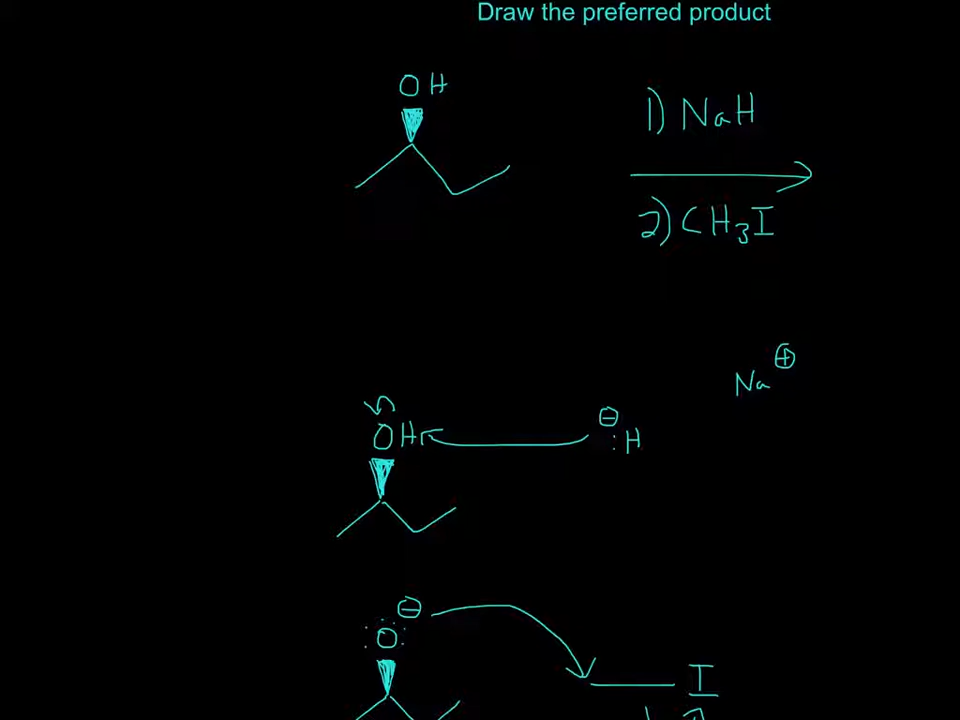 Draw the preferred product
OH
1) NaH
2) CH3I
Na ⊕
OH
⊖
:H
⊖
O
I